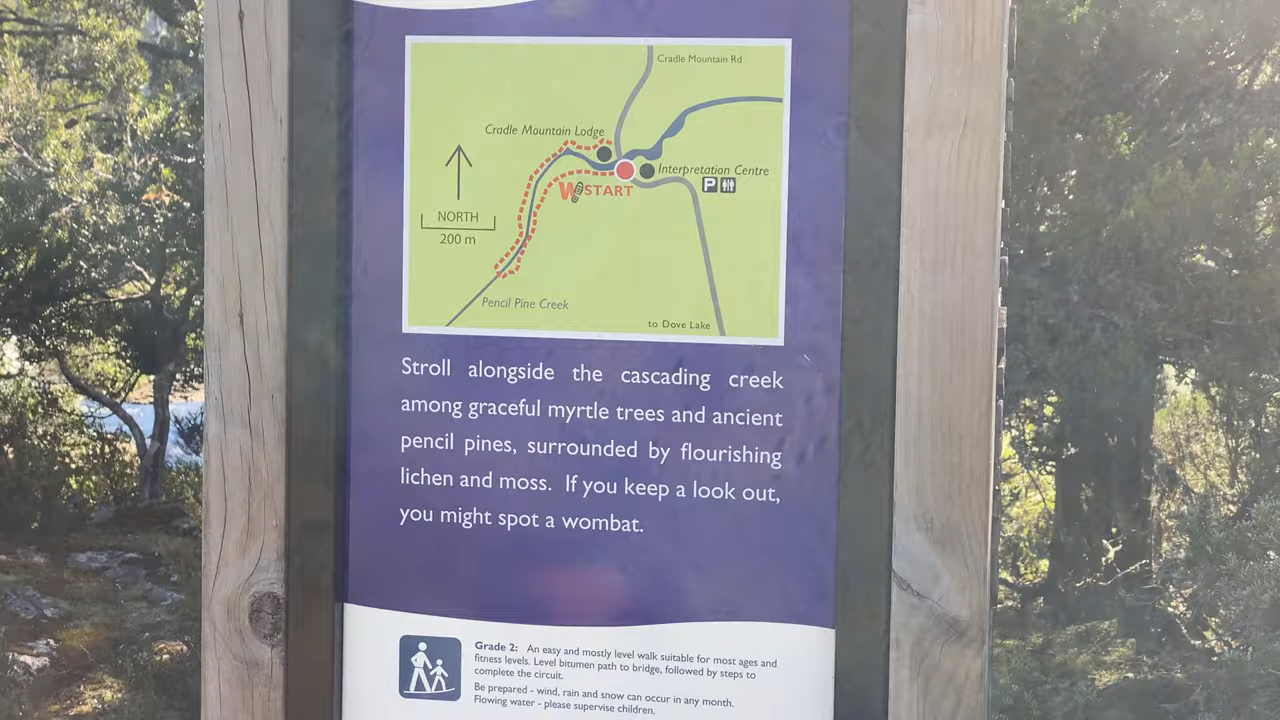 Cradle Mountain Rd
Cradle Mountain Lodge
Interpretation Centre
P
START
NORTH
200 m
Pencil Pine Creek
to Dove Lake
Stroll alongside the cascading creek
among graceful myrtle trees and ancient
pencil pines, surrounded by flourishing
lichen and moss. If you keep a look out,
you might spot a wombat.
Grade 2: An easy and mostly level walk suitable for most ages and
fitness levels. Level bitumen path to bridge, followed by steps to
complete the circuit.
Be prepared - wind, rain and snow can occur in any month.
Flowing water - please supervise children.